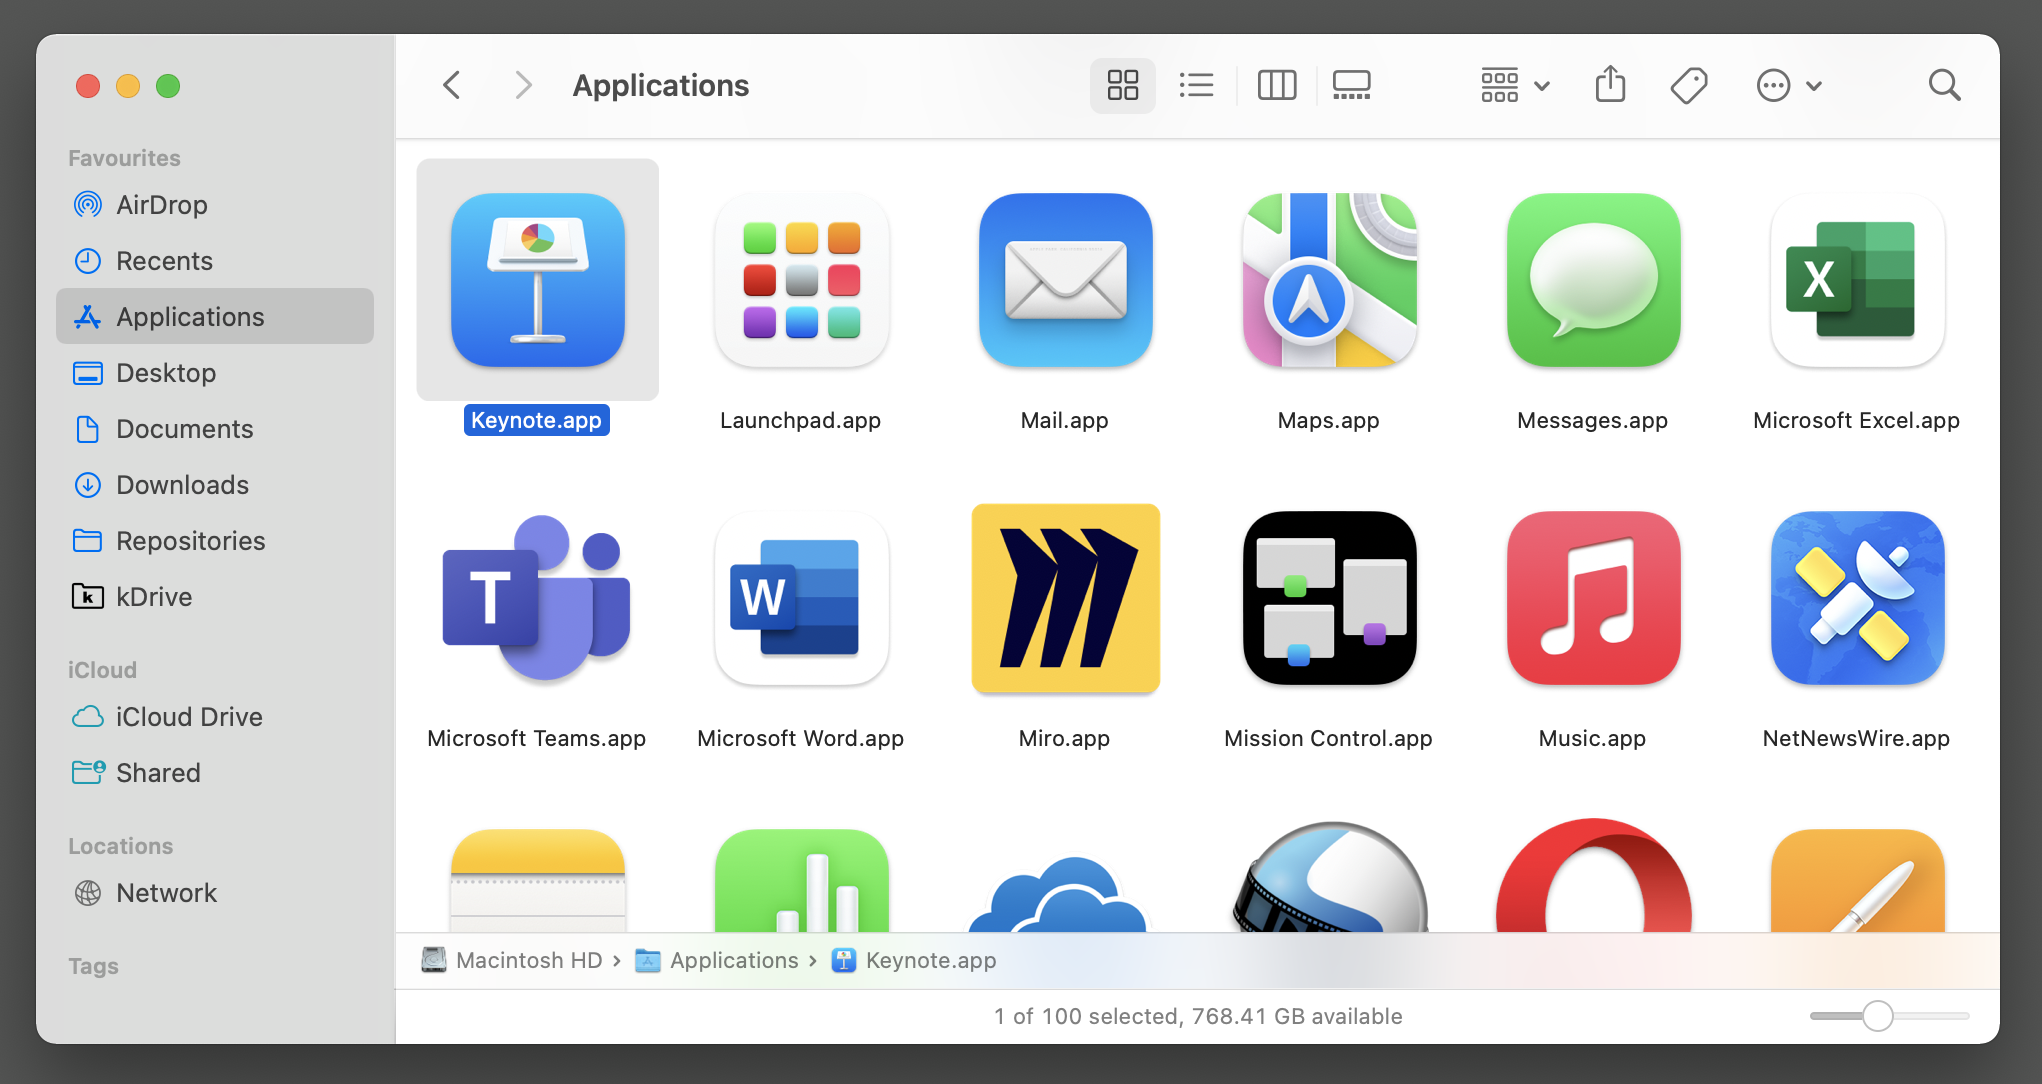 Applications
Favourites
AirDrop
Recents
Applications
Desktop
Documents
Downloads
Repositories
kDrive
iCloud
iCloud Drive
Shared
Locations
Network
Tags
Keynote.app
Launchpad.app
Mail.app
Maps.app
Messages.app
X
Microsoft Excel.app
T
Microsoft Teams.app
W
Microsoft Word.app
Miro.app
Mission Control.app
Music.app
NetNewsWire.app
Macintosh HD › Applications › Keynote.app
1 of 100 selected, 768.41 GB available